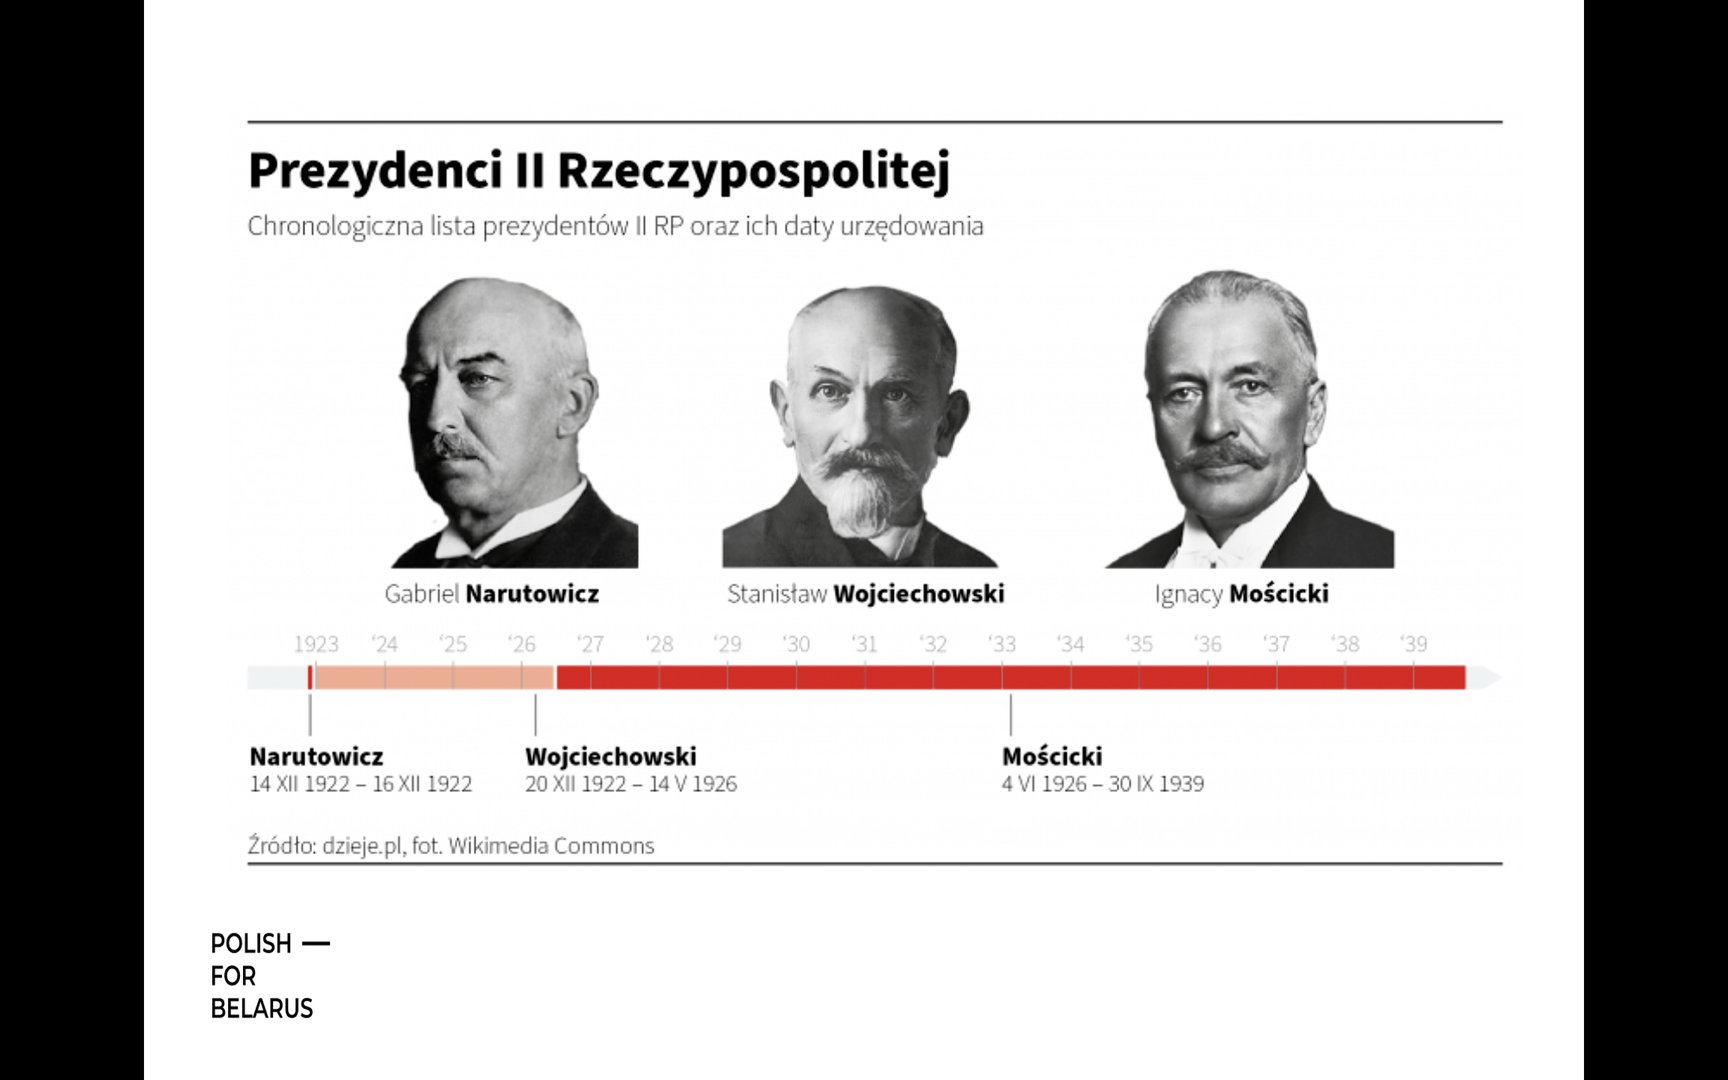 Prezydenci II Rzeczypospolitej
Chronologiczna lista prezydentów II RP oraz ich daty urzędowania
Gabriel Narutowicz
Stanisław Wojciechowski
Ignacy Mościcki
1923 ‘24 ‘25 ‘26 ‘27 ‘28 ‘29 ‘30 ‘31 ‘32 ‘33 ‘34 ‘35 ‘36 ‘37 ‘38 ‘39
Narutowicz
14 XII 1922 – 16 XII 1922
Wojciechowski
20 XII 1922 – 14 V 1926
Mościcki
4 VI 1926 – 30 IX 1939
Źródło: dzieje.pl, fot. Wikimedia Commons
POLISH —
FOR
BELARUS